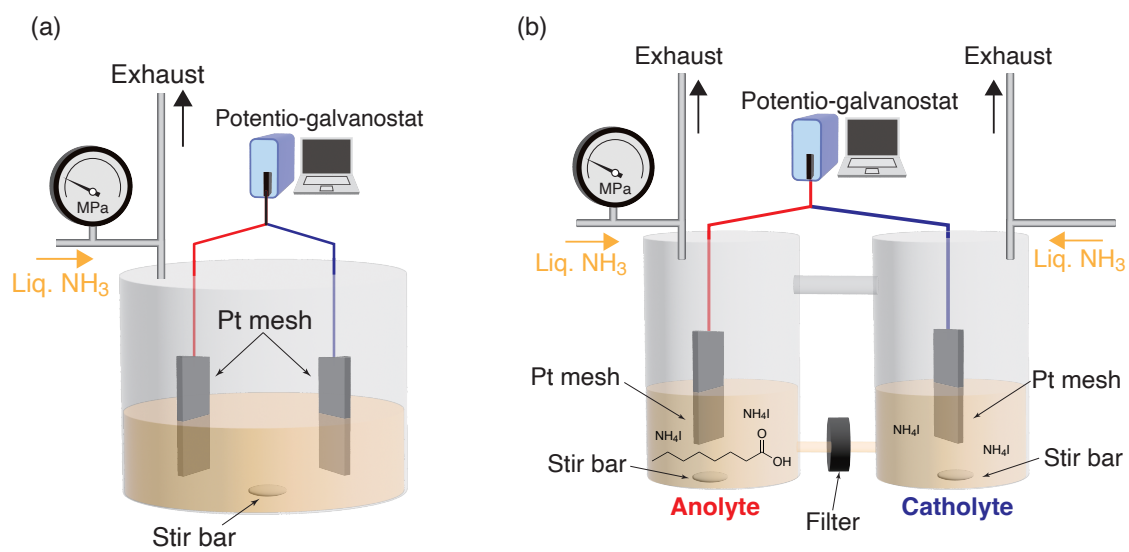 (a)
Exhaust
Potentio-galvanostat
MPa
Liq. NH3
Pt mesh
Stir bar
(b)
Exhaust
Exhaust
Potentio-galvanostat
MPa
Liq. NH3
Liq. NH3
Pt mesh
Pt mesh
NH4I
NH4I
O
OH
NH4I
NH4I
Stir bar
Stir bar
Anolyte
Filter
Catholyte